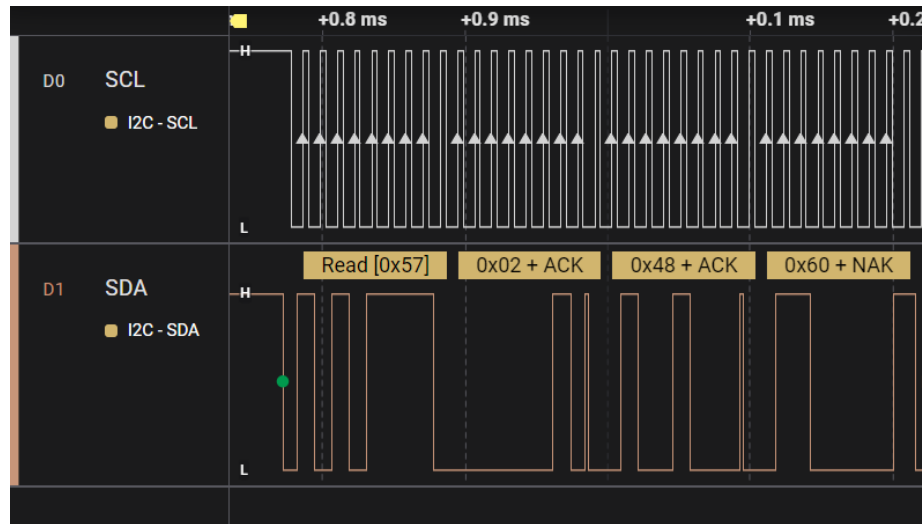 +0.8 ms +0.9 ms +0.1 ms +0.2
H
D0 SCL
I2C - SCL
L
Read [0x57] 0x02 + ACK 0x48 + ACK 0x60 + NAK
D1 SDA
H
I2C - SDA
L